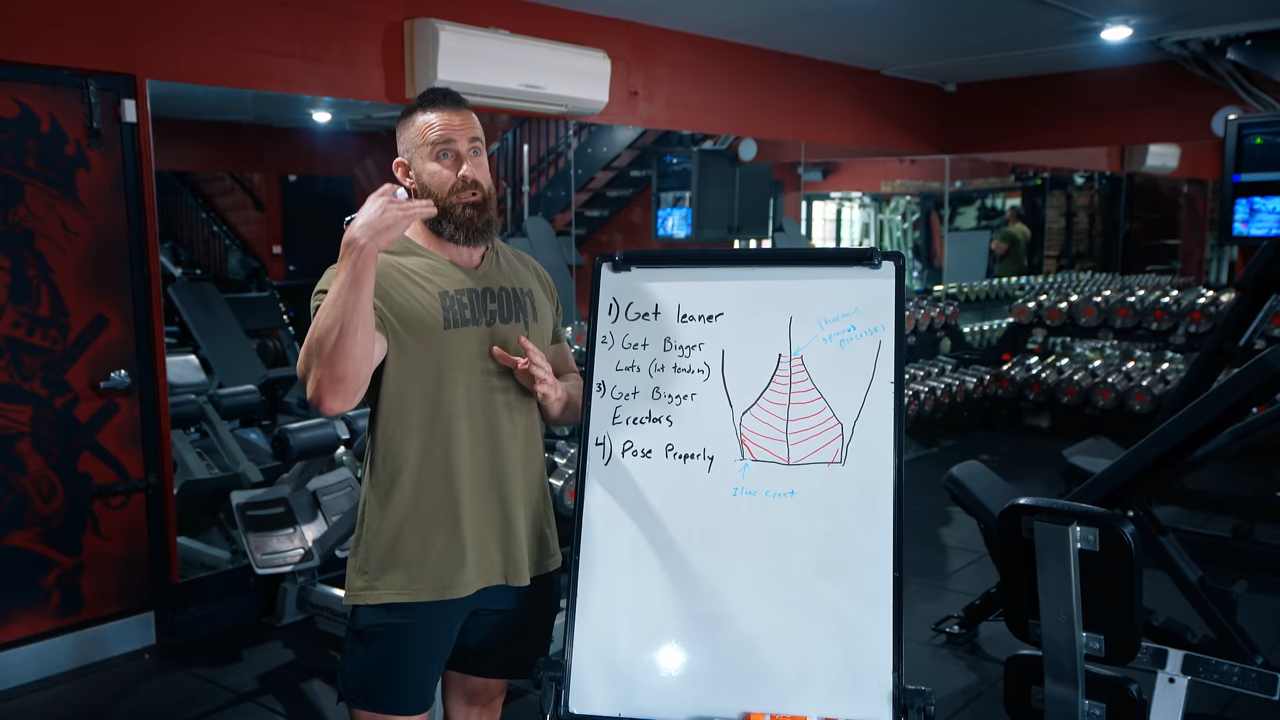 REDCON1
1) Get leaner
2) Get Bigger
Lats (lat tendon)
3) Get Bigger
Erectors
4) Pose Properly
Thoracic
spinous
processes
Iliac crest